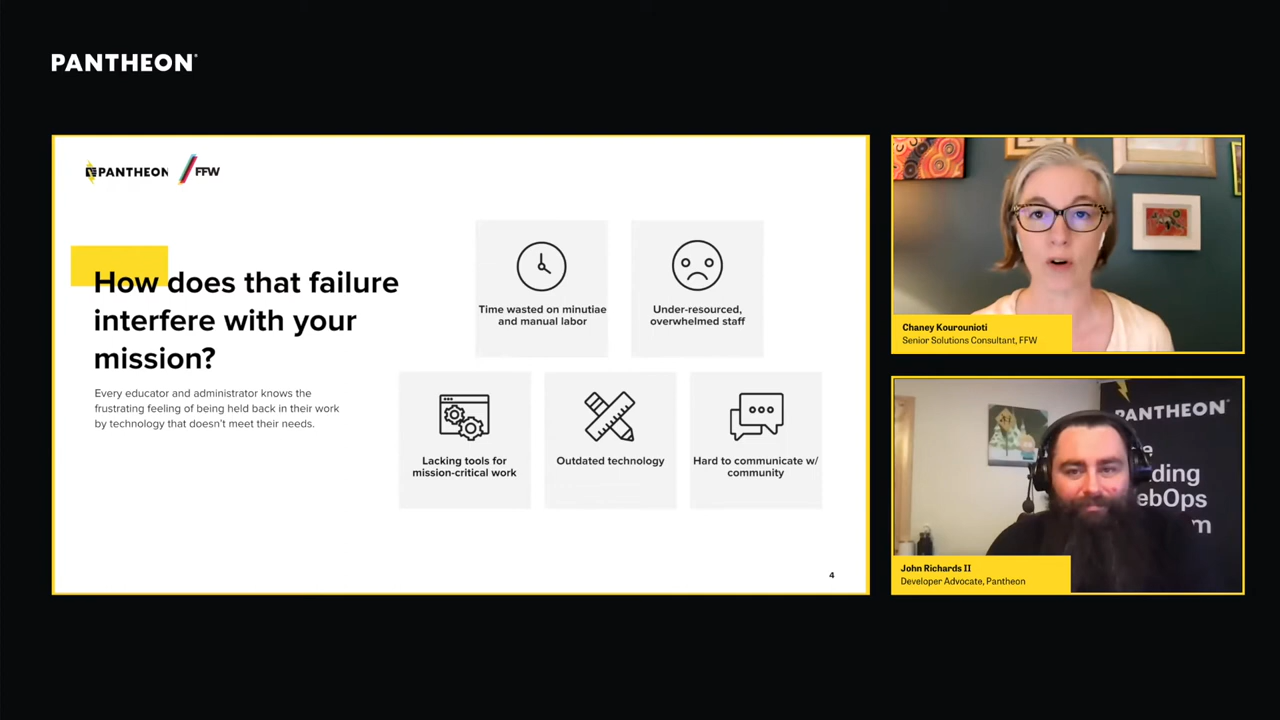 PANTHEON
PANTHEON
FFW
How does that failure
interfere with your
mission?
Every educator and administrator knows the
frustrating feeling of being held back in their work
by technology that doesn't meet their needs.
Time wasted on minutiae
and manual labor
Under-resourced,
overwhelmed staff
Lacking tools for
mission-critical work
Outdated technology
Hard to communicate w/
community
4
Chaney Kourounioti
Senior Solutions Consultant, FFW
PANTHEON
ding
ebOps
m
John Richards II
Developer Advocate, Pantheon